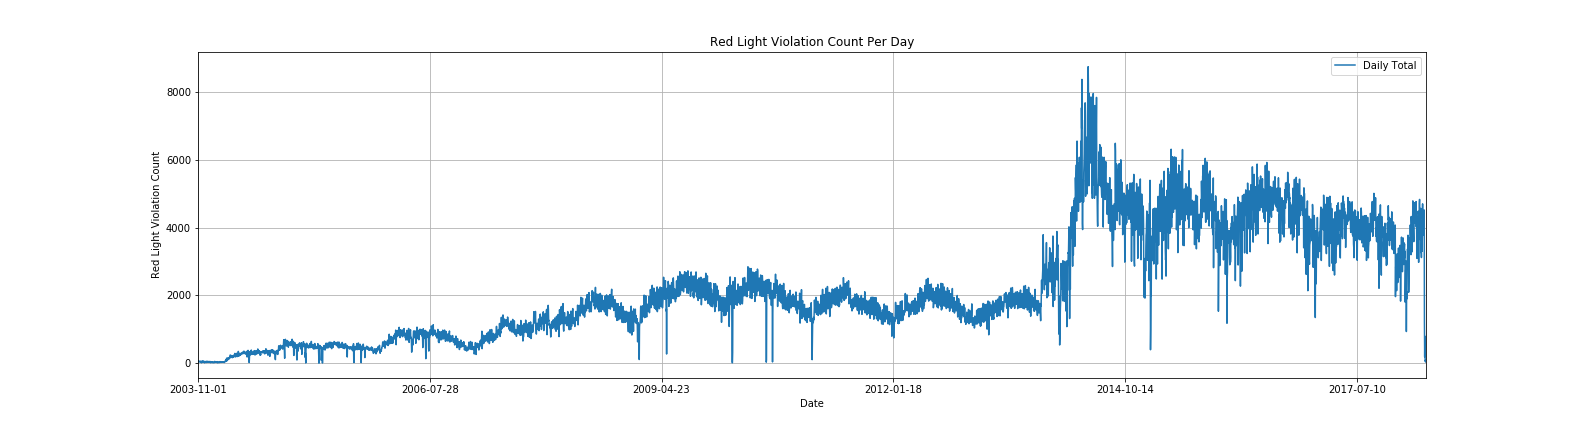 Red Light Violation Count Per Day
Daily Total
Red Light Violation Count
8000
6000
4000
2000
0
2003-11-01
2006-07-28
2009-04-23
2012-01-18
2014-10-14
2017-07-10
Date